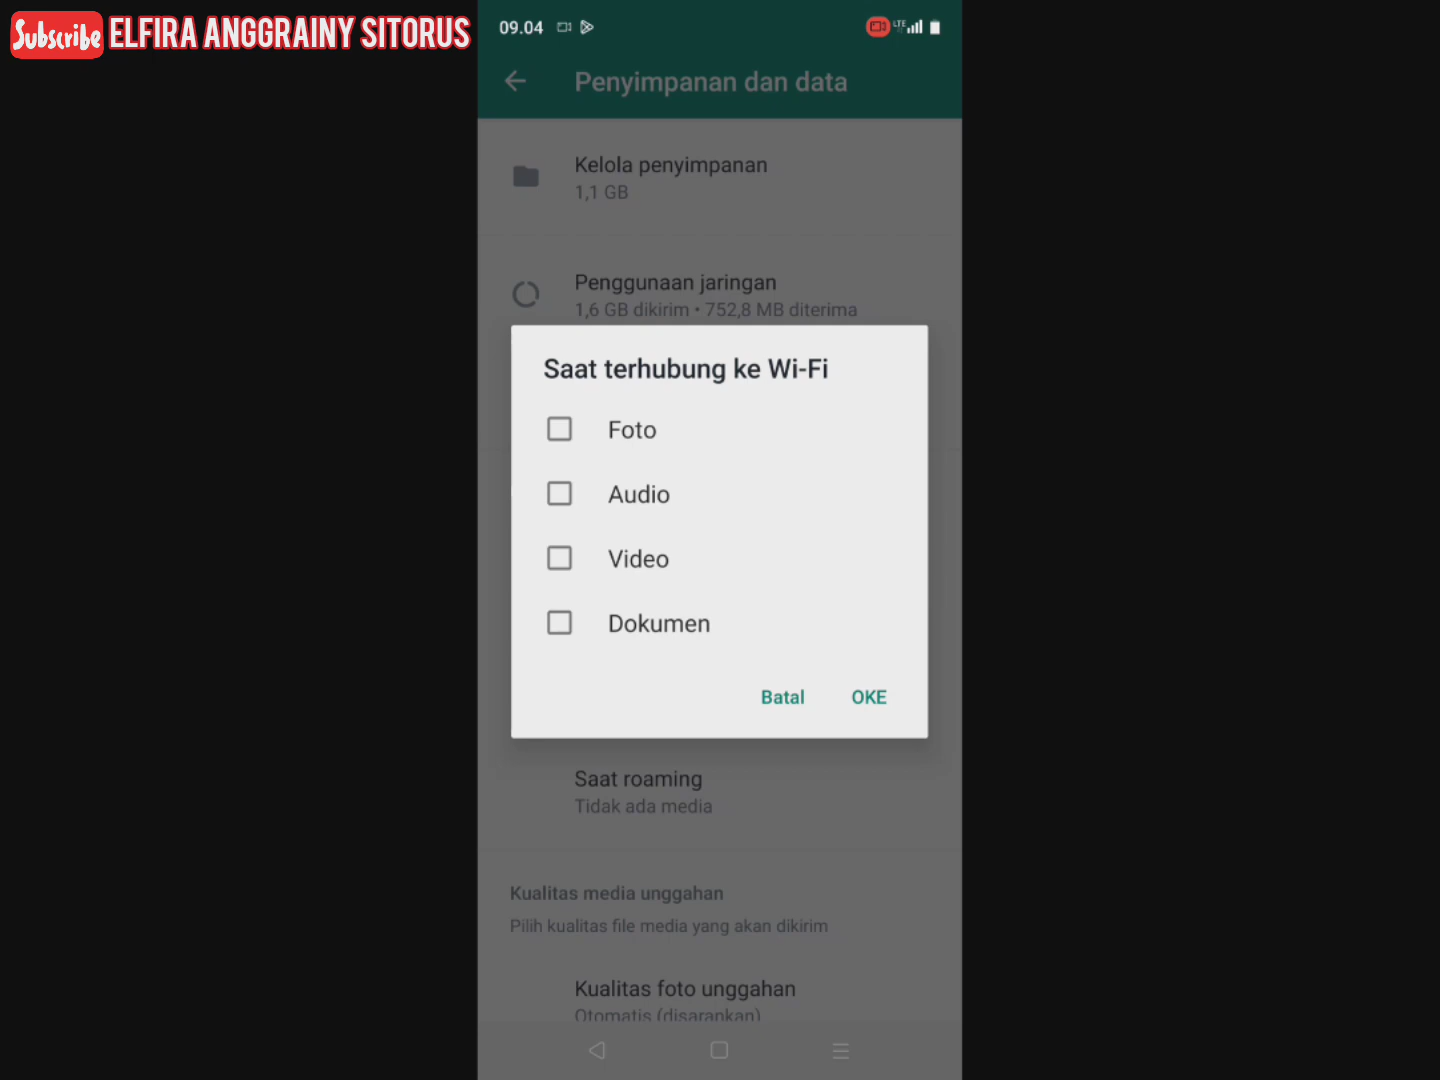 Subscribe ELFIRA ANGGRAINY SITORUS
09.04 LTE
Penyimpanan dan data
Kelola penyimpanan
1,1 GB
Penggunaan jaringan
1,6 GB dikirim • 752,8 MB diterima
Saat terhubung ke Wi-Fi
Foto
Audio
Video
Dokumen
Batal OKE
Saat roaming
Tidak ada media
Kualitas media unggahan
Pilih kualitas file media yang akan dikirim
Kualitas foto unggahan
Otomatis (disarankan)